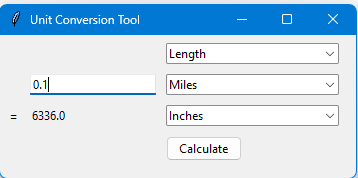 Unit Conversion Tool
Length
0.1 Miles
= 6336.0 Inches
Calculate